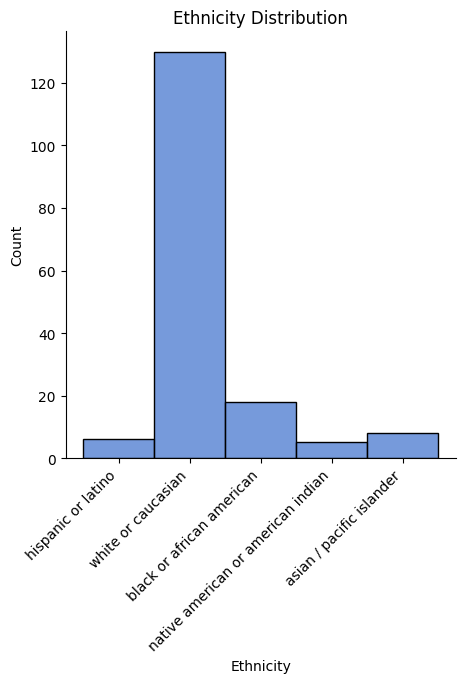 Ethnicity Distribution
120
100
80
60
40
20
0
Count
hispanic or latino
white or caucasian
black or african american
native american or american indian
asian / pacific islander
Ethnicity